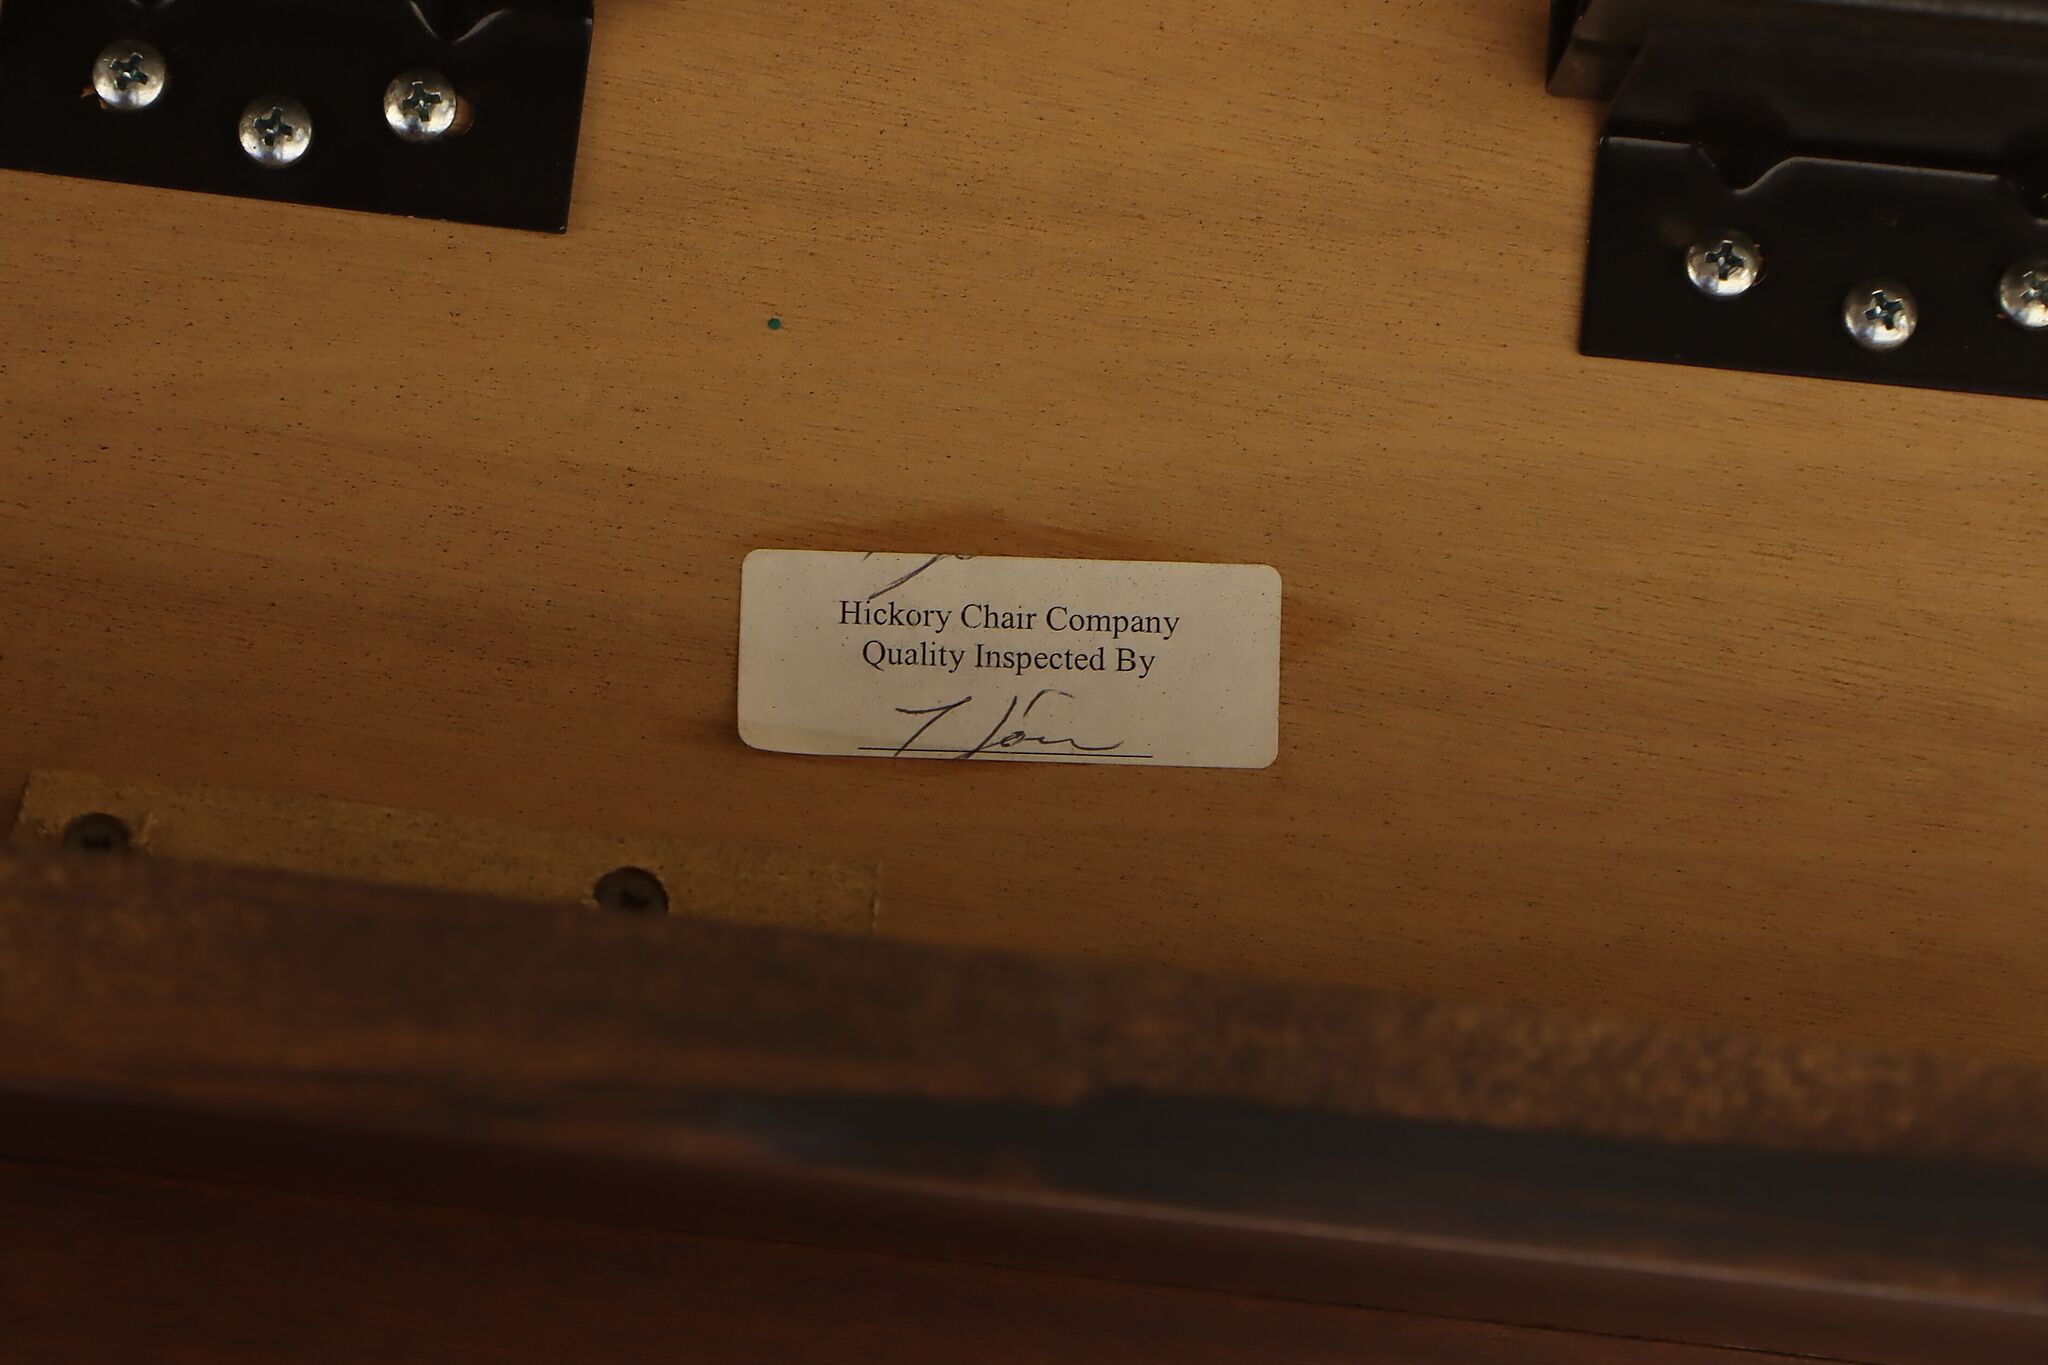 Hickory Chair Company
Quality Inspected By